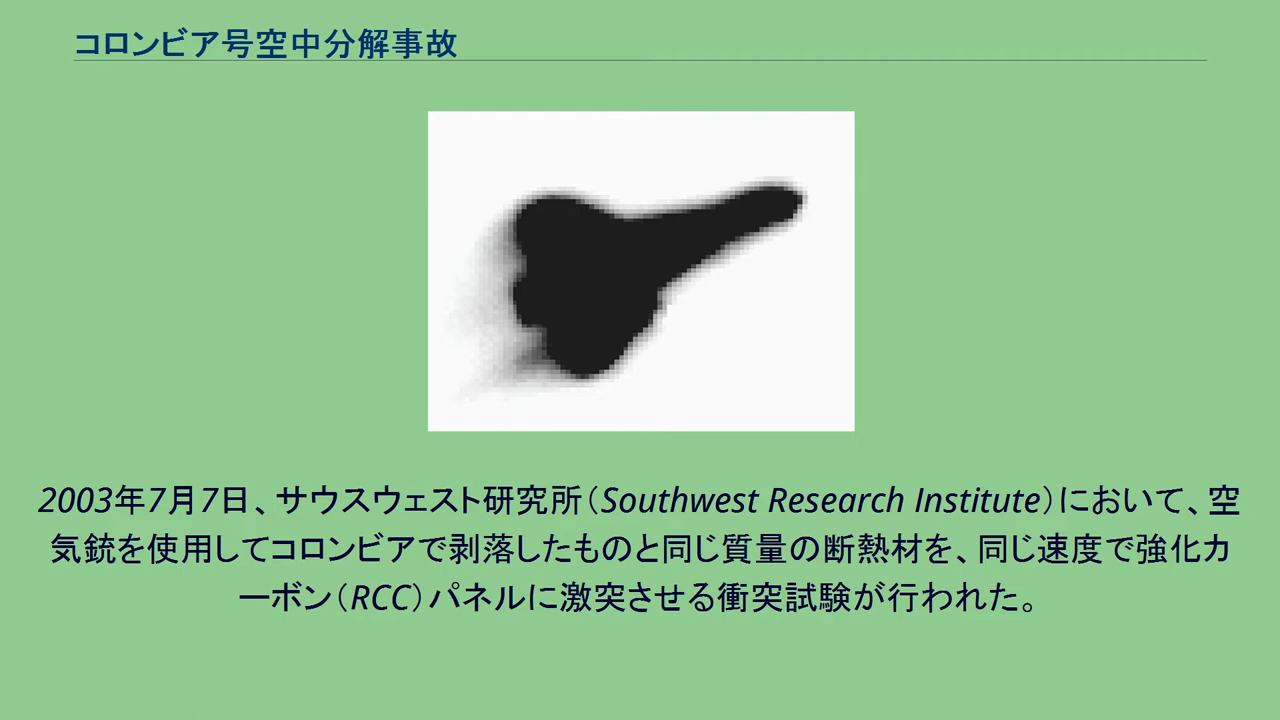 コロンビア号空中分解事故
2003年7月7日、サウスウェスト研究所（Southwest Research Institute）において、空
気銃を使用してコロンビアで剥落したものと同じ質量の断熱材を、同じ速度で強化カ
ーボン（RCC）パネルに激突させる衝突試験が行われた。